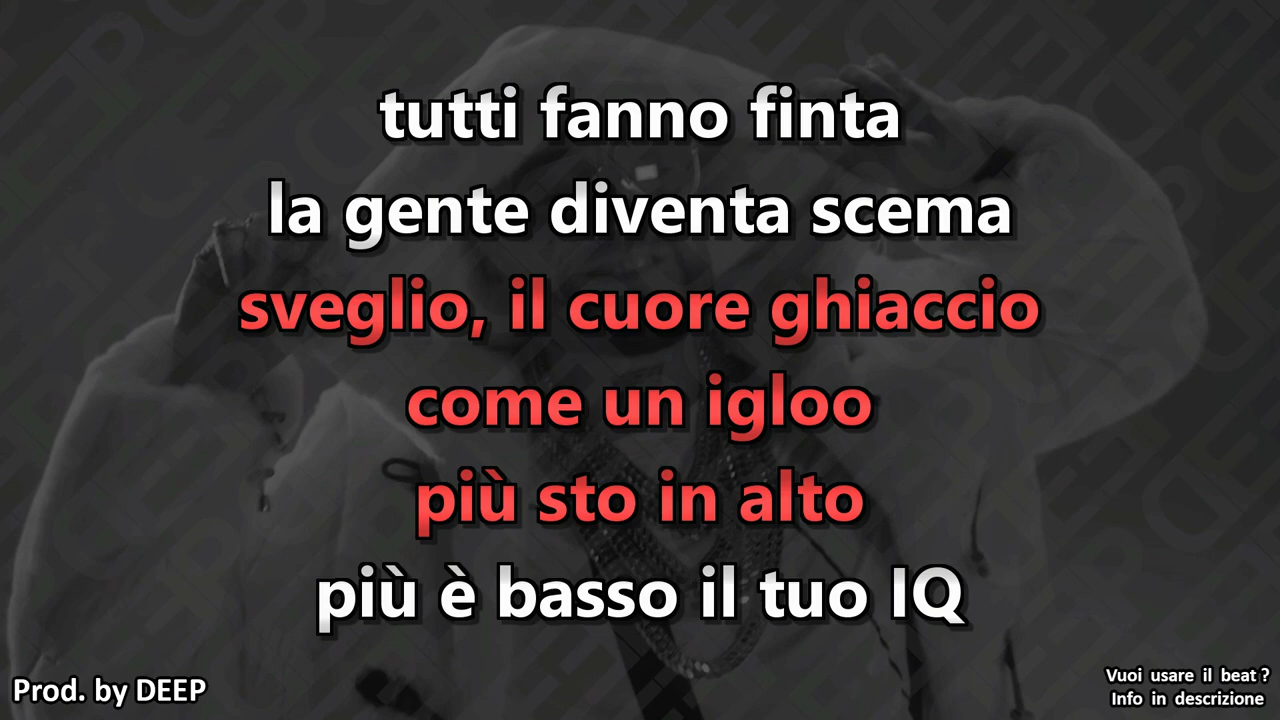 tutti fanno finta
la gente diventa scema
sveglio, il cuore ghiaccio
come un igloo
più sto in alto
più è basso il tuo IQ
Prod. by DEEP
Vuoi usare il beat ?
Info in descrizione